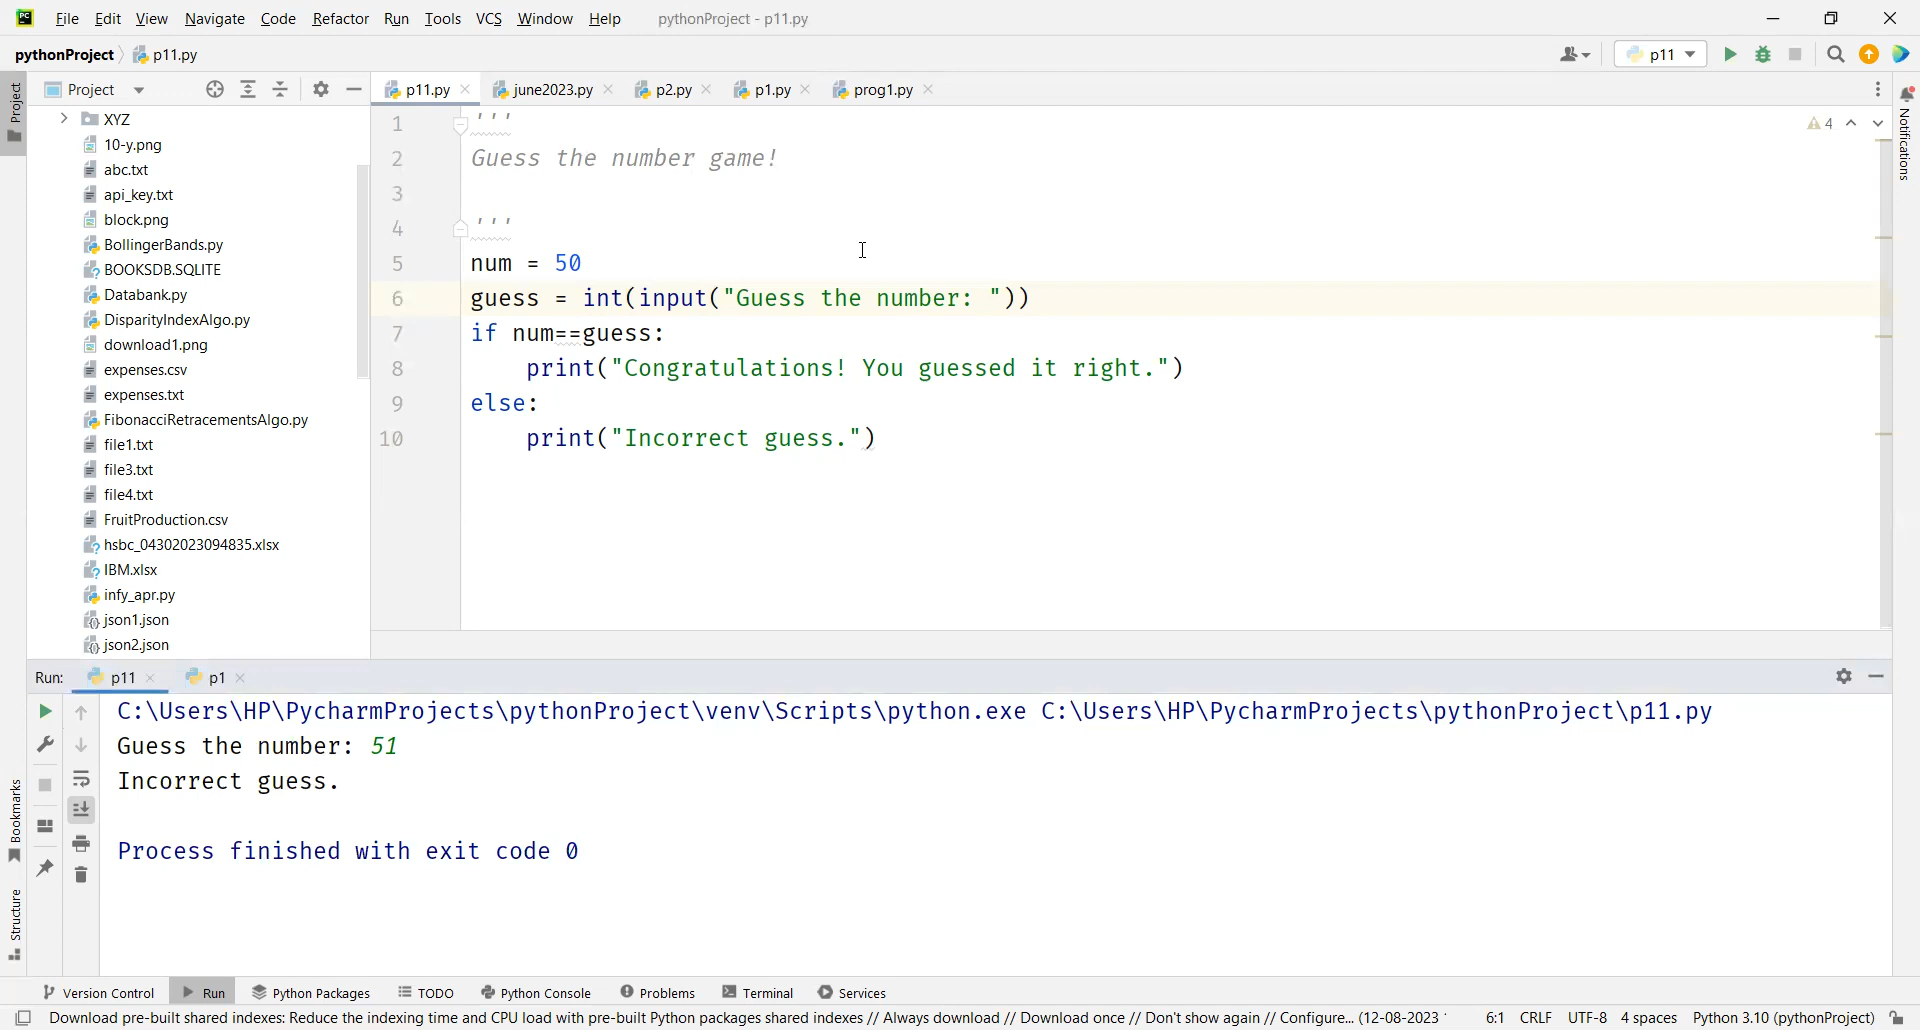 PC File Edit View Navigate Code Refactor Run Tools VCS Window Help pythonProject - p11.py
pythonProject p11.py p11
Project
Project
XYZ
10-y.png
abc.txt
api_key.txt
block.png
BollingerBands.py
BOOKSDB.SQLITE
Databank.py
DisparityIndexAlgo.py
download1.png
expenses.csv
expenses.txt
FibonacciRetracementsAlgo.py
file1.txt
file3.txt
file4.txt
FruitProduction.csv
hsbc_04302023094835.xlsx
IBM.xlsx
infy_apr.py
json1.json
json2.json
p11.py june2023.py p2.py p1.py prog1.py
Notifications
4
1 '''
2 Guess the number game!
3
4 '''
5 num = 50
6 guess = int(input("Guess the number: "))
7 if num==guess:
8 print("Congratulations! You guessed it right.")
9 else:
10 print("Incorrect guess.")
Run: p11 p1
C:\Users\HP\PycharmProjects\pythonProject\venv\Scripts\python.exe C:\Users\HP\PycharmProjects\pythonProject\p11.py
Guess the number: 51
Incorrect guess.
Process finished with exit code 0
Bookmarks
Structure
Version Control Run Python Packages TODO Python Console Problems Terminal Services
Download pre-built shared indexes: Reduce the indexing time and CPU load with pre-built Python packages shared indexes // Always download // Download once // Don't show again // Configure... (12-08-2023 6:1 CRLF UTF-8 4 spaces Python 3.10 (pythonProject)